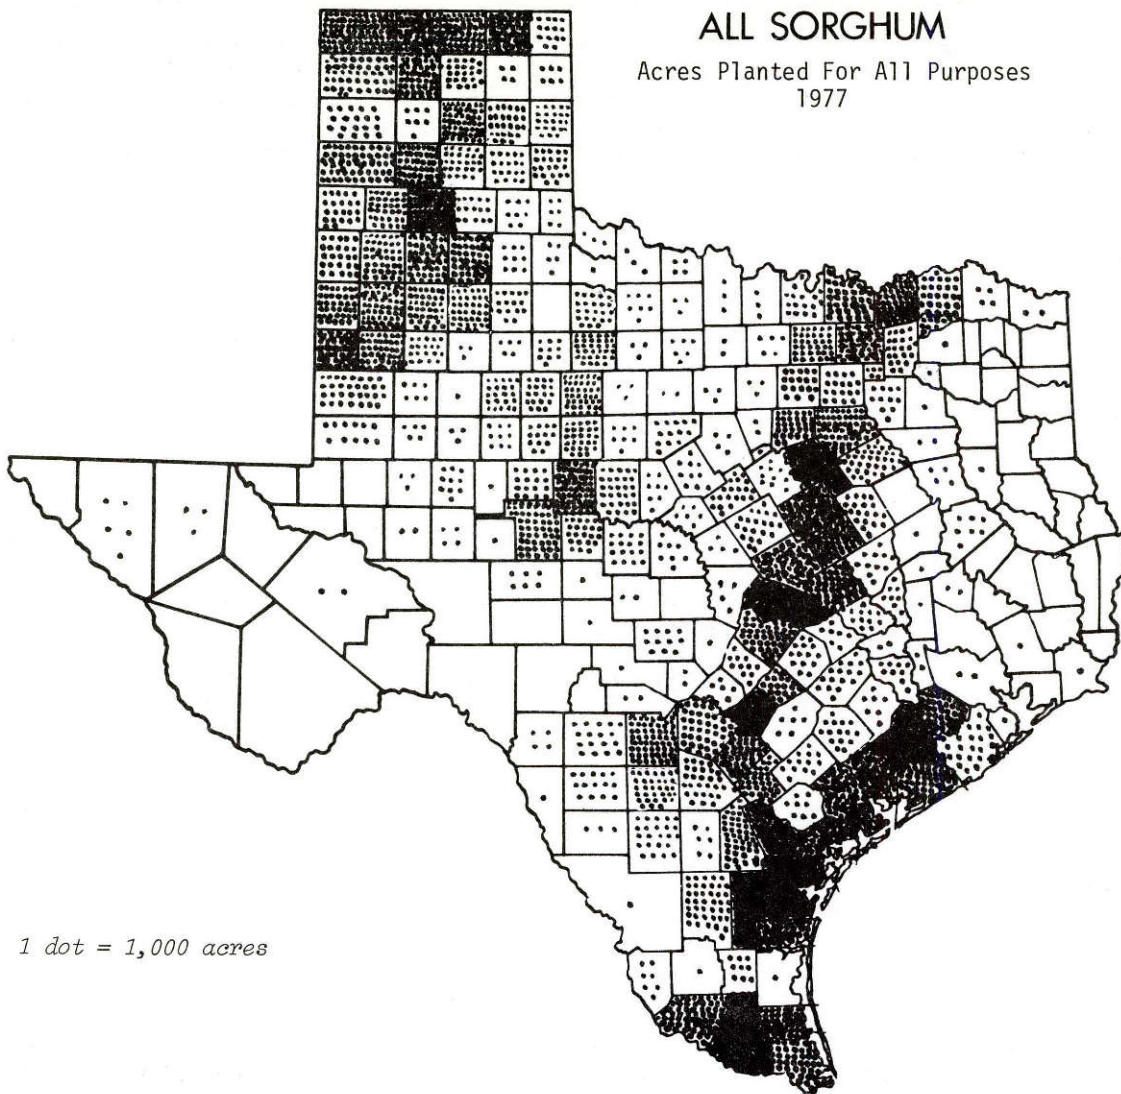 ALL SORGHUM
Acres Planted For All Purposes
1977
1 dot = 1,000 acres